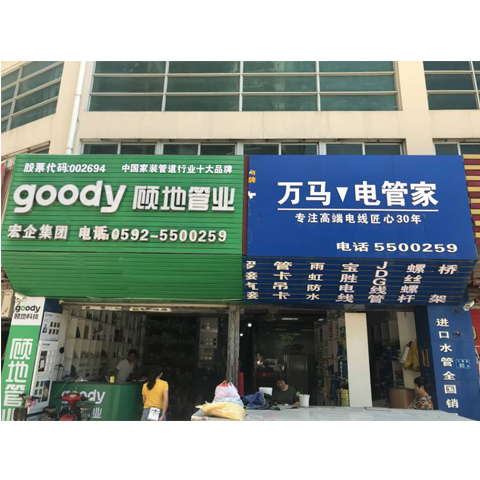 股票代码:002694 中国家装管道行业十大品牌
goody 顾地管业
宏企集团 电话:0592-5500259
万马 电管家
专注高端电线匠心30年
电话 5500259
管 雨 宝 J 螺 桥
卡 虹 胜 G 丝
吊 防 电 线 螺
卡 水 线 管 杆 架
goody
顾地科技
顾地管业
goody
进口水管全国销